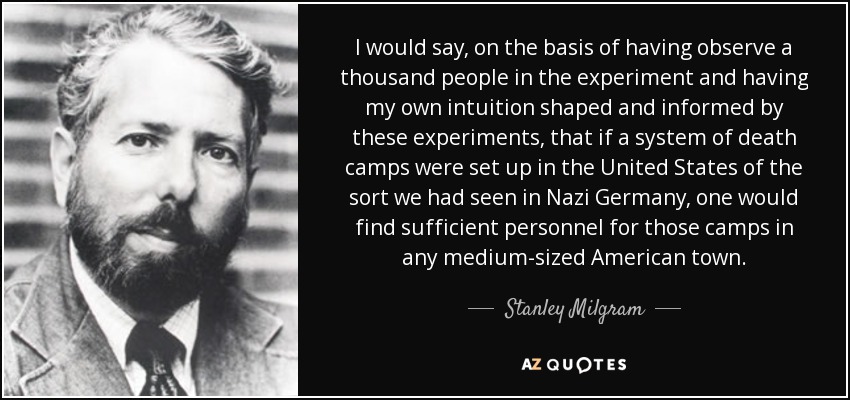 I would say, on the basis of having observe a
thousand people in the experiment and having
my own intuition shaped and informed by
these experiments, that if a system of death
camps were set up in the United States of the
sort we had seen in Nazi Germany, one would
find sufficient personnel for those camps in
any medium-sized American town.
Stanley Milgram
AZ QUOTES